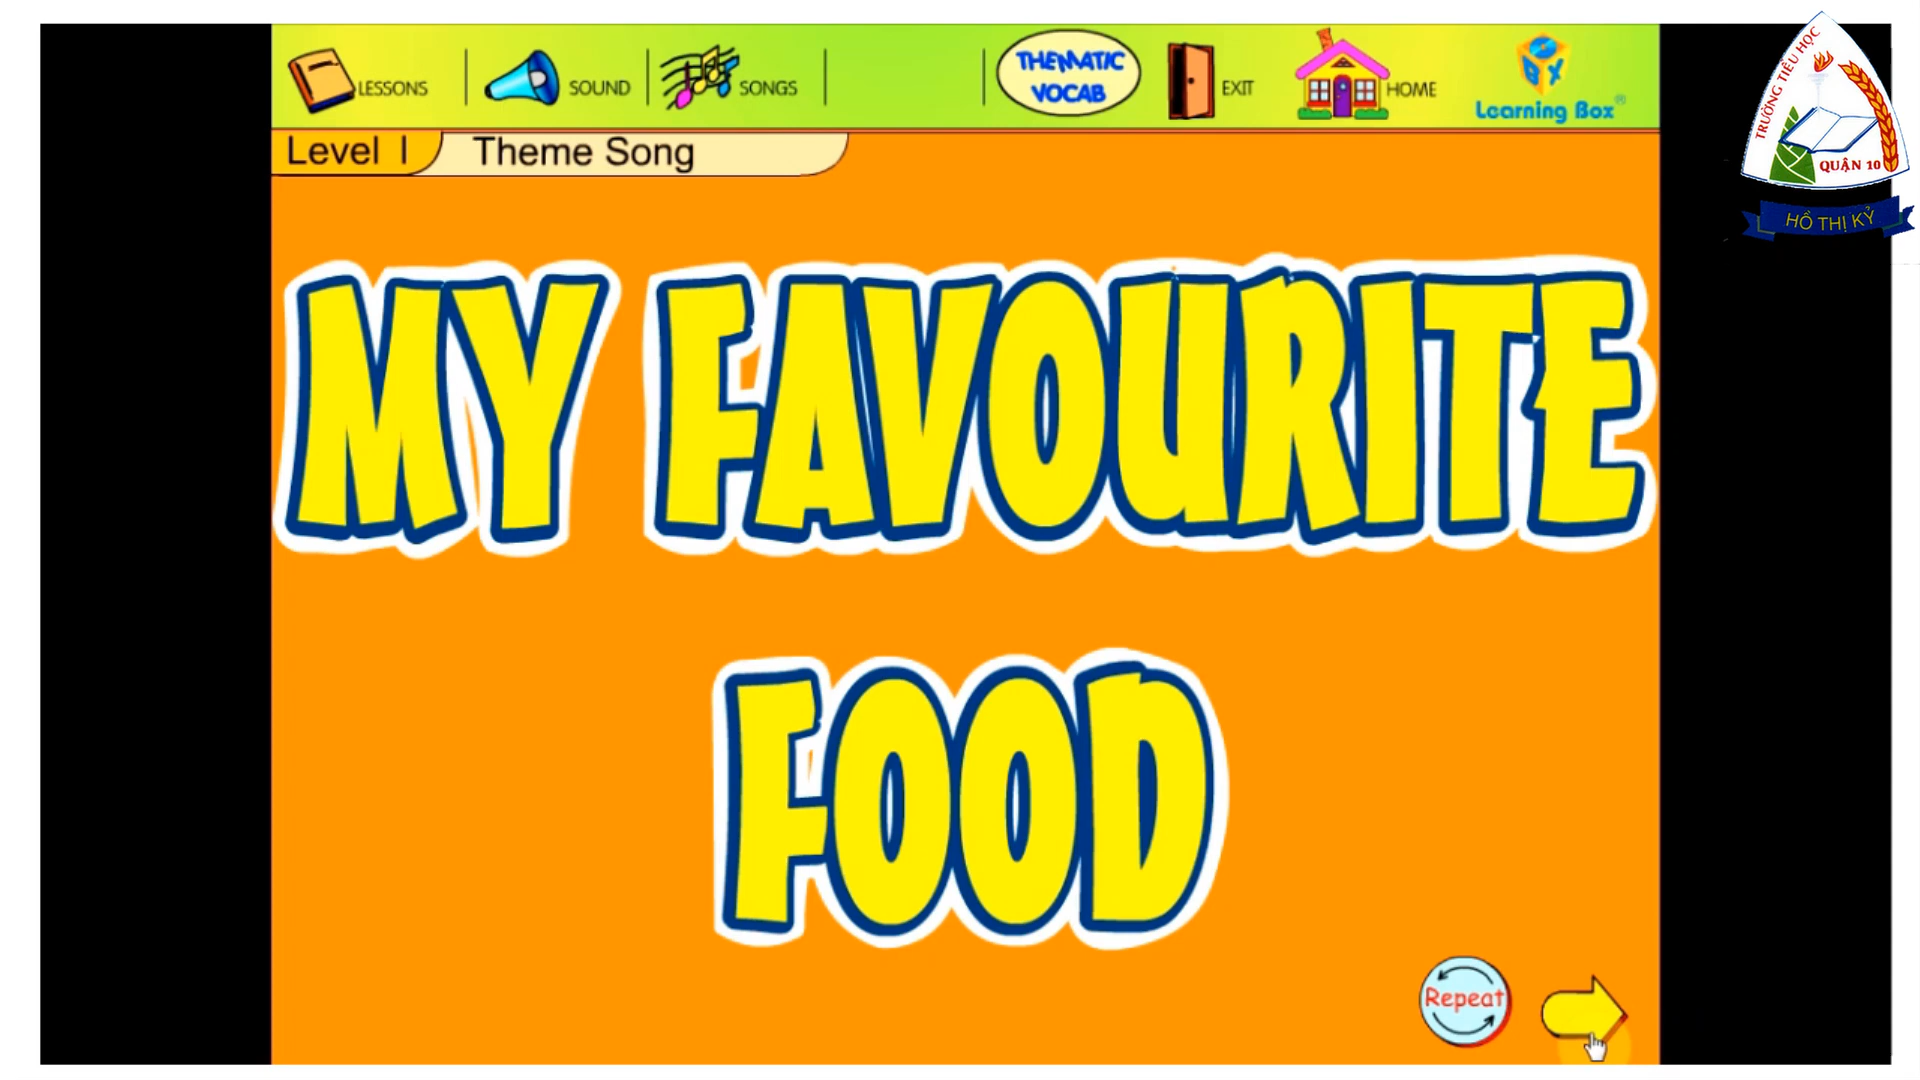 LESSONS
SOUND
SONGS
THEMATIC
VOCAB
EXIT
HOME
BX
Learning Box®
TRƯỜNG TIỂU HỌC
QUẬN 10
HỒ THỊ KỶ
Level 1
Theme Song
MY FAVOURITE
FOOD
Repeat